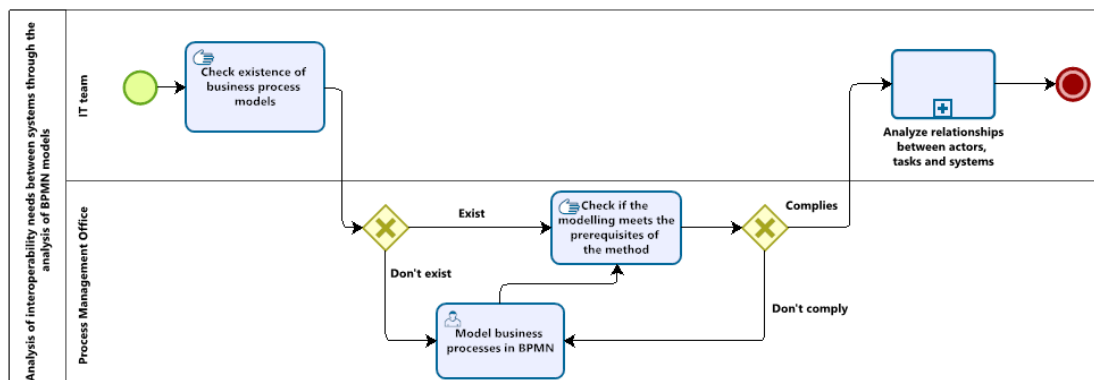 Analysis of interoperability needs between systems through the
analysis of BPMN models
IT team
Check existence of
business process
models
Analyze relationships
between actors,
tasks and systems
Process Management Office
Exist
Check if the
modelling meets the
prerequisites of
the method
Complies
Don't exist
Don't comply
Model business
processes in BPMN